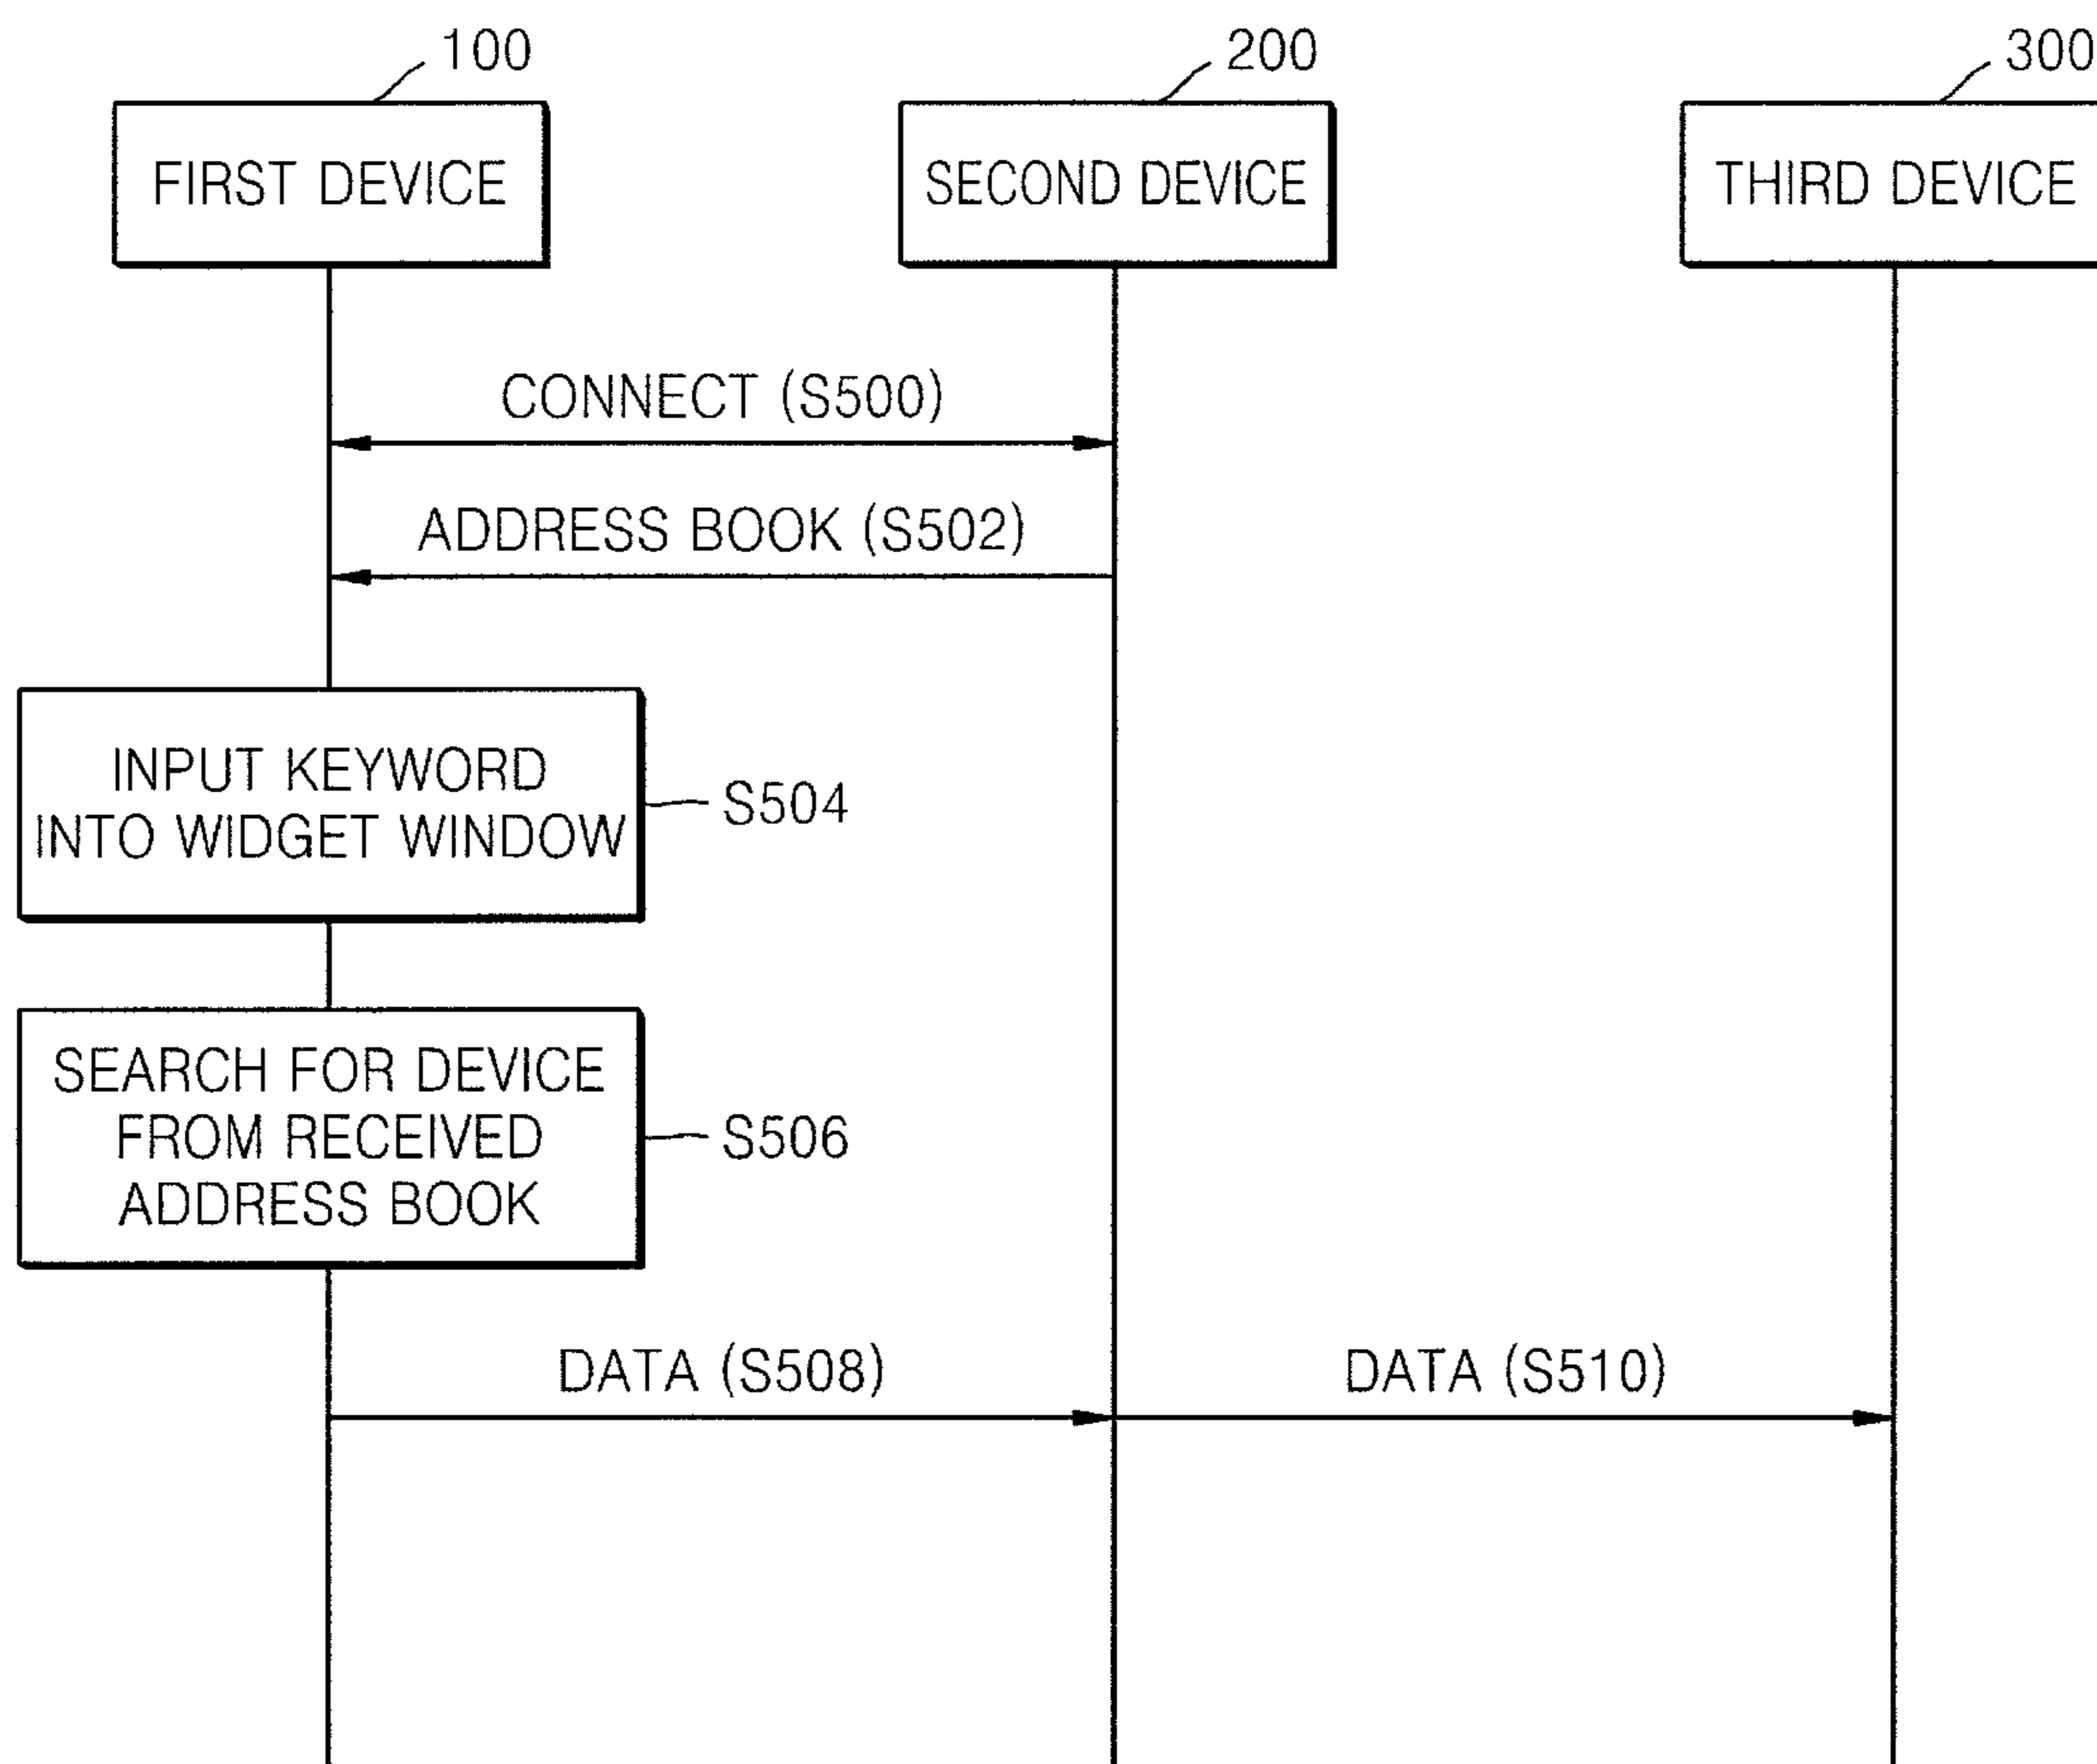 100
200
300
FIRST DEVICE
SECOND DEVICE
THIRD DEVICE
CONNECT (S500)
ADDRESS BOOK (S502)
INPUT KEYWORD
INTO WIDGET WINDOW
S504
SEARCH FOR DEVICE
FROM RECEIVED
ADDRESS BOOK
S506
DATA (S508)
DATA (S510)